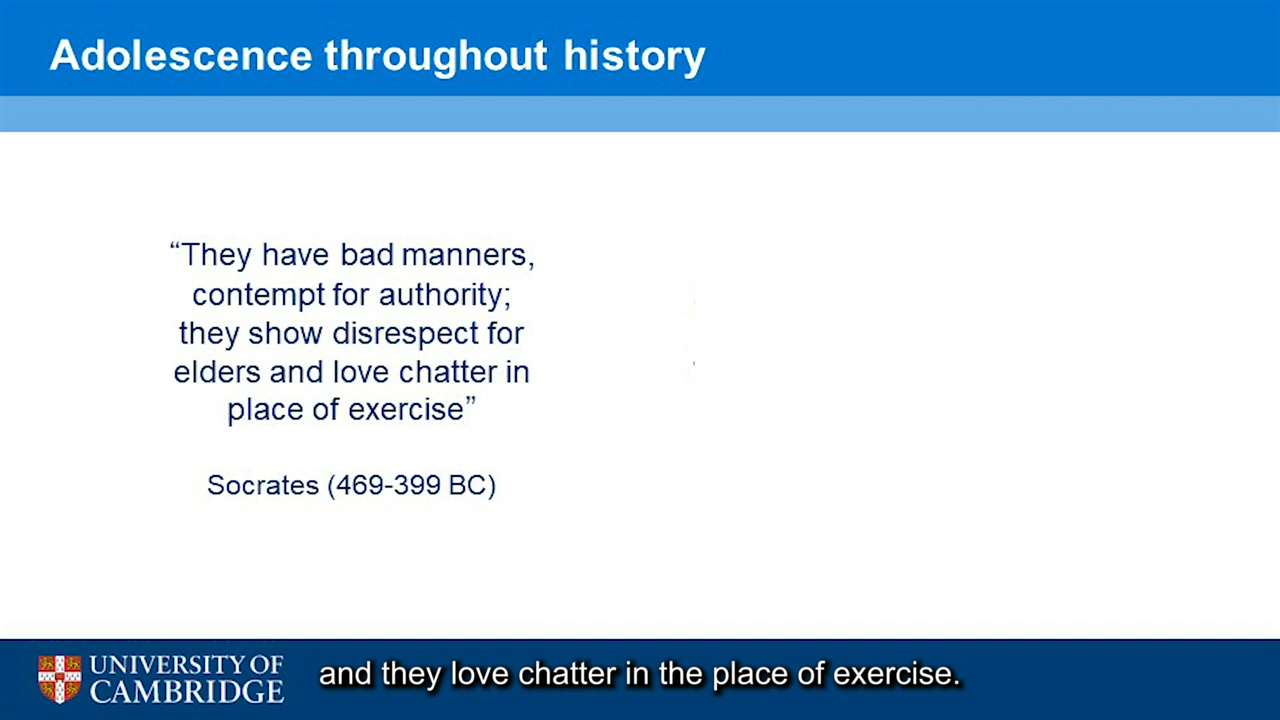 Adolescence throughout history
“They have bad manners,
contempt for authority;
they show disrespect for
elders and love chatter in
place of exercise”
Socrates (469-399 BC)
UNIVERSITY OF
CAMBRIDGE
and they love chatter in the place of exercise.